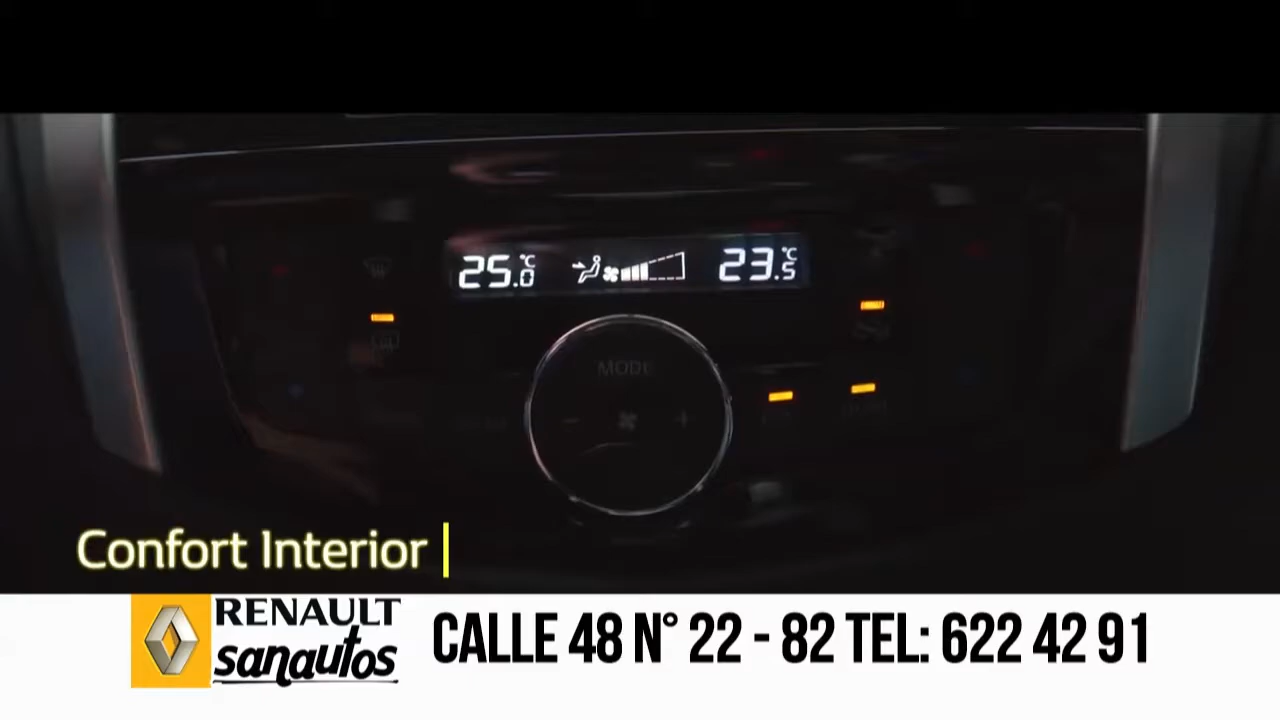 25.0 °C
23.5 °C
MODE
- +
Confort Interior
RENAULT
sanautos
CALLE 48 N° 22 - 82 TEL: 622 42 91